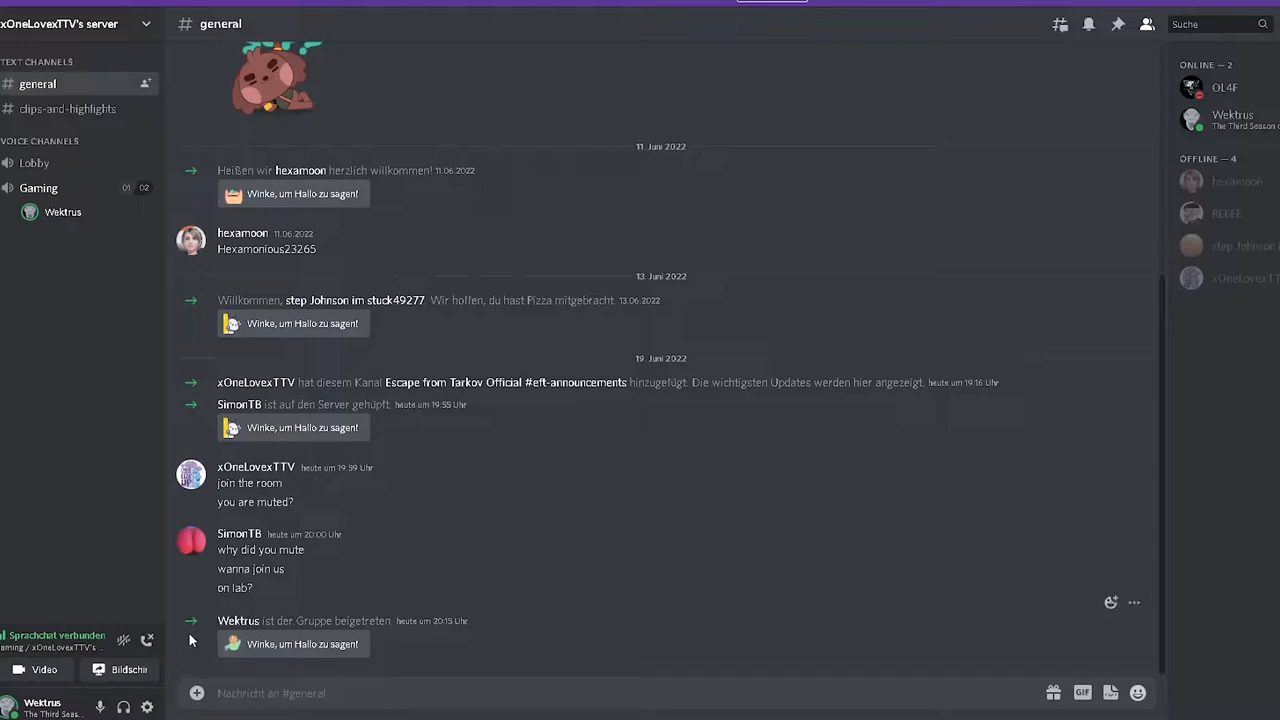 xOneLovexTTV's server
general
Suche
TEXT CHANNELS
general
clips-and-highlights
VOICE CHANNELS
Lobby
Gaming 01 02
Wektrus
11. Juni 2022
Heißen wir hexamoon herzlich willkommen! 11.06.2022
Winke, um Hallo zu sagen!
hexamoon 11.06.2022
Hexamonious23265
13. Juni 2022
Willkommen, step Johnson im stuck49277. Wir hoffen, du hast Pizza mitgebracht. 13.06.2022
Winke, um Hallo zu sagen!
19. Juni 2022
xOneLovexTTV hat diesem Kanal Escape from Tarkov Official #eft-announcements hinzugefügt. Die wichtigsten Updates werden hier angezeigt. heute um 19:16 Uhr
SimonTB ist auf den Server gehüpft. heute um 19:55 Uhr
Winke, um Hallo zu sagen!
xOneLovexTTV heute um 19:59 Uhr
join the room
you are muted?
SimonTB heute um 20:00 Uhr
why did you mute
wanna join us
on lab?
Wektrus ist der Gruppe beigetreten. heute um 20:15 Uhr
Winke, um Hallo zu sagen!
Nachricht an #general
GIF
ONLINE — 2
OL4F
Wektrus
The Third Season o
OFFLINE — 4
hexamoon
REEEE
step Johnson i
xOneLovexTT
Sprachchat verbunden
aming / xOneLovexTTV's...
Video
Bildschir
Wektrus
The Third Seas...